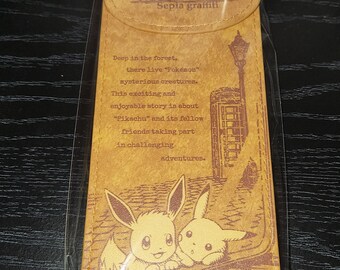 Sepia graffiti
Deep in the forest,
there live "Pokémon"
mysterious creatures.
This exciting and
enjoyable story is about
"Pikachu" and its fellow
friends taking part
in challenging
adventures.